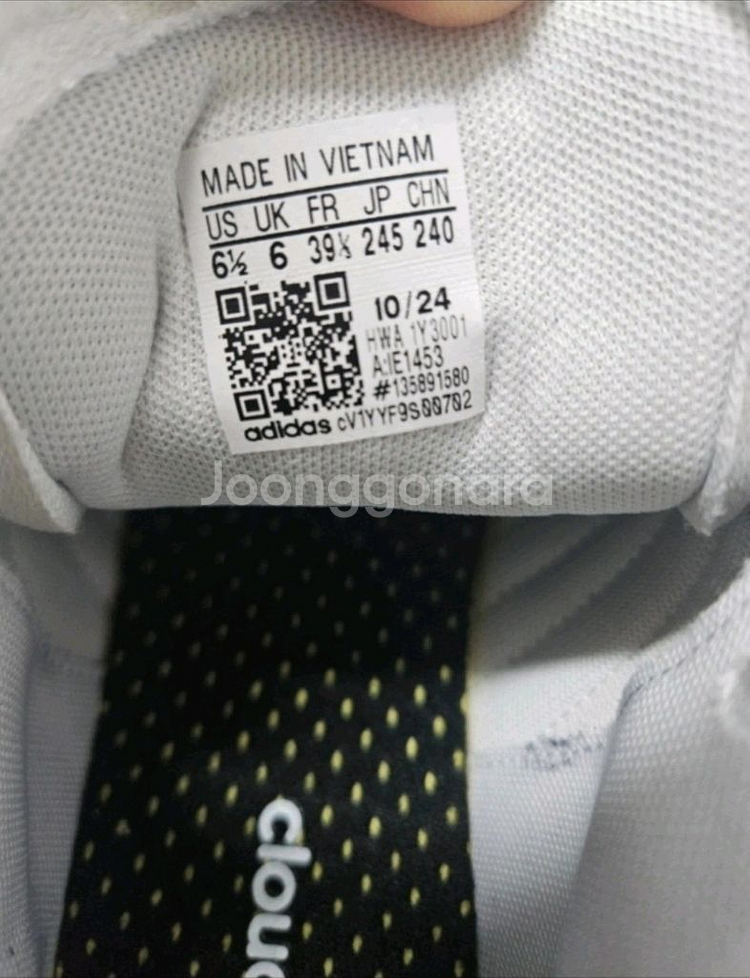 MADE IN VIETNAM
US UK FR JP CHN
6½ 6 39⅓ 245 240
10/24
HWA 1Y3001
A:IE1453
#135891580
adidas cV1YYF9S00702
Joonggonara
clou